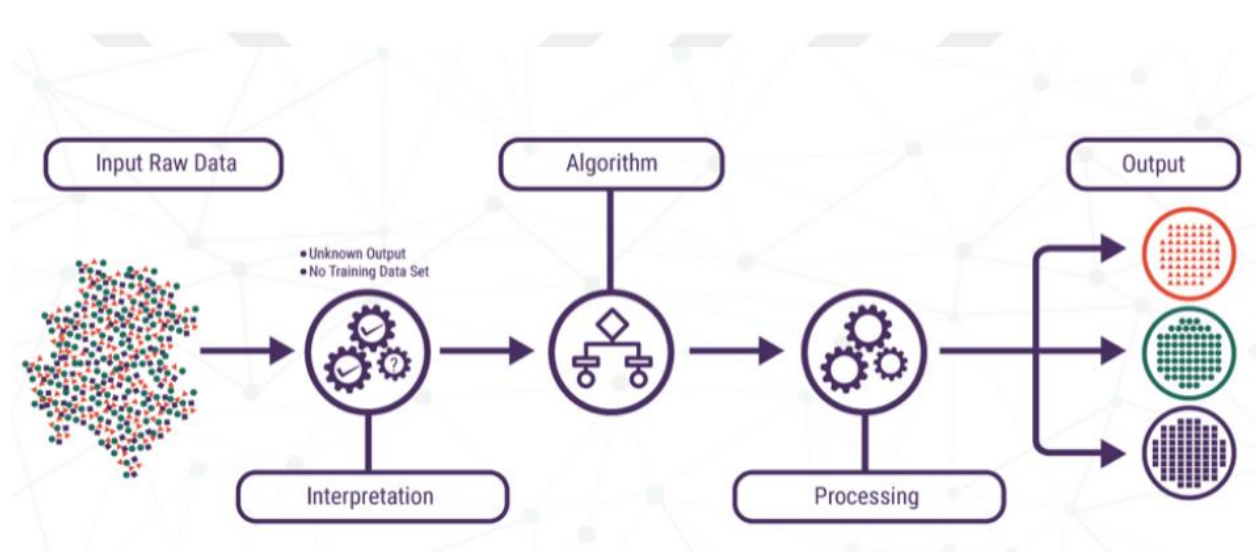 Input Raw Data
Algorithm
Output
• Unknown Output
• No Training Data Set
?
Interpretation
Processing